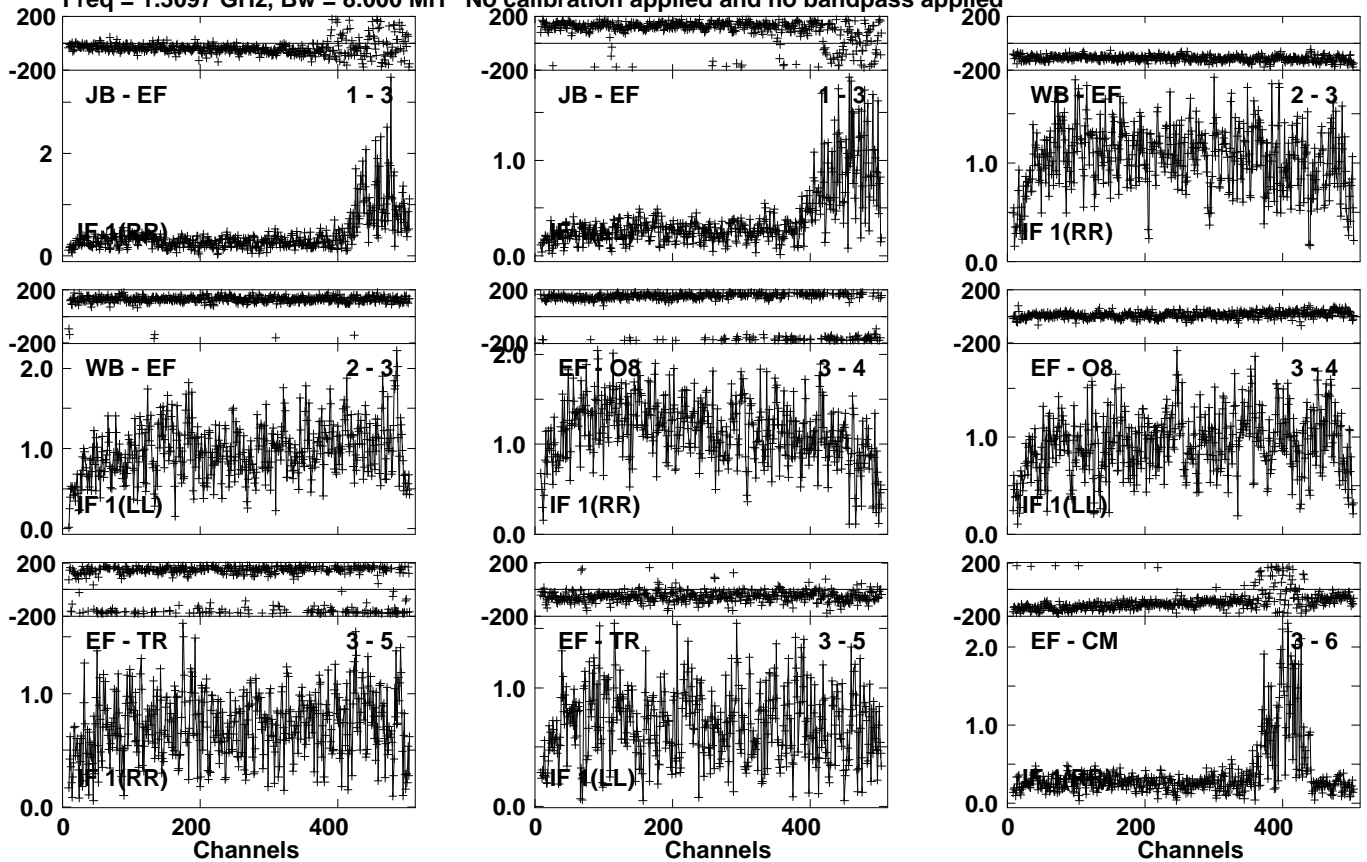 Freq = 1.5097 GHz, Bw = 8.000 MH No calibration applied and no bandpass applied
200 200 200
-200 -200 -200
JB - EF 1 - 3 JB - EF 1 - 3 WB - EF 2 - 3
2 1.0 1.0
IF 1(RR) IF 1(RR)
0 0.0 0.0
200 200 200
-200 -200 -200
WB - EF 2 - 3 EF - O8 3 - 4 EF - O8 3 - 4
2.0 2.0
1.0 1.0 1.0
IF 1(LL) IF 1(RR) IF 1(LL)
0.0 0.0 0.0
200 200 200
-200 -200 -200
EF - TR 3 - 5 EF - TR 3 - 5 EF - CM 3 - 6
2.0
1.0 1.0 1.0
IF 1(RR) IF 1(LL)
0.0 0.0 0.0
0 200 400 0 200 400 0 200 400
Channels Channels Channels